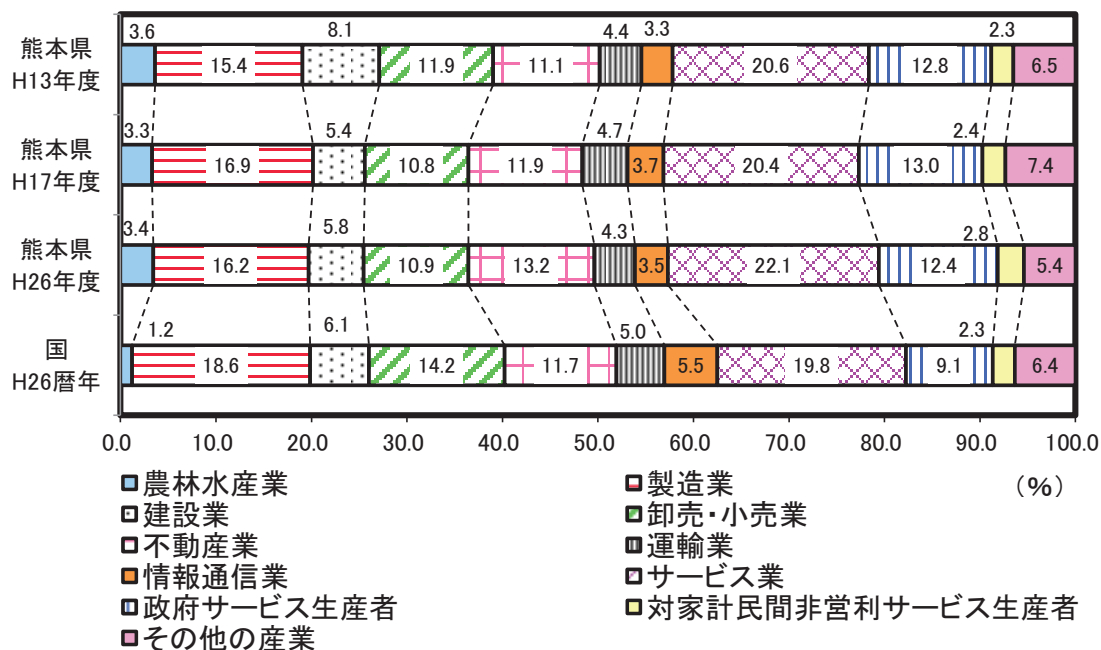 3.6 8.1 4.4 3.3 2.3
熊本県
H13年度
15.4 11.9 11.1 20.6 12.8 6.5
3.3 5.4 4.7 2.4
熊本県
H17年度
16.9 10.8 11.9 3.7 20.4 13.0 7.4
3.4 5.8 4.3 2.8
熊本県
H26年度
16.2 10.9 13.2 3.5 22.1 12.4 5.4
1.2 6.1 5.0 2.3
国
H26暦年
18.6 14.2 11.7 5.5 19.8 9.1 6.4
0.0 10.0 20.0 30.0 40.0 50.0 60.0 70.0 80.0 90.0 100.0
(%)
農林水産業 製造業
建設業 卸売・小売業
不動産業 運輸業
情報通信業 サービス業
政府サービス生産者 対家計民間非営利サービス生産者
その他の産業